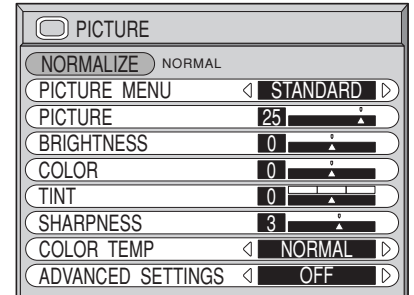 PICTURE
NORMALIZE NORMAL
PICTURE MENU STANDARD
PICTURE 25
BRIGHTNESS 0
COLOR 0
TINT 0
SHARPNESS 3
COLOR TEMP NORMAL
ADVANCED SETTINGS OFF